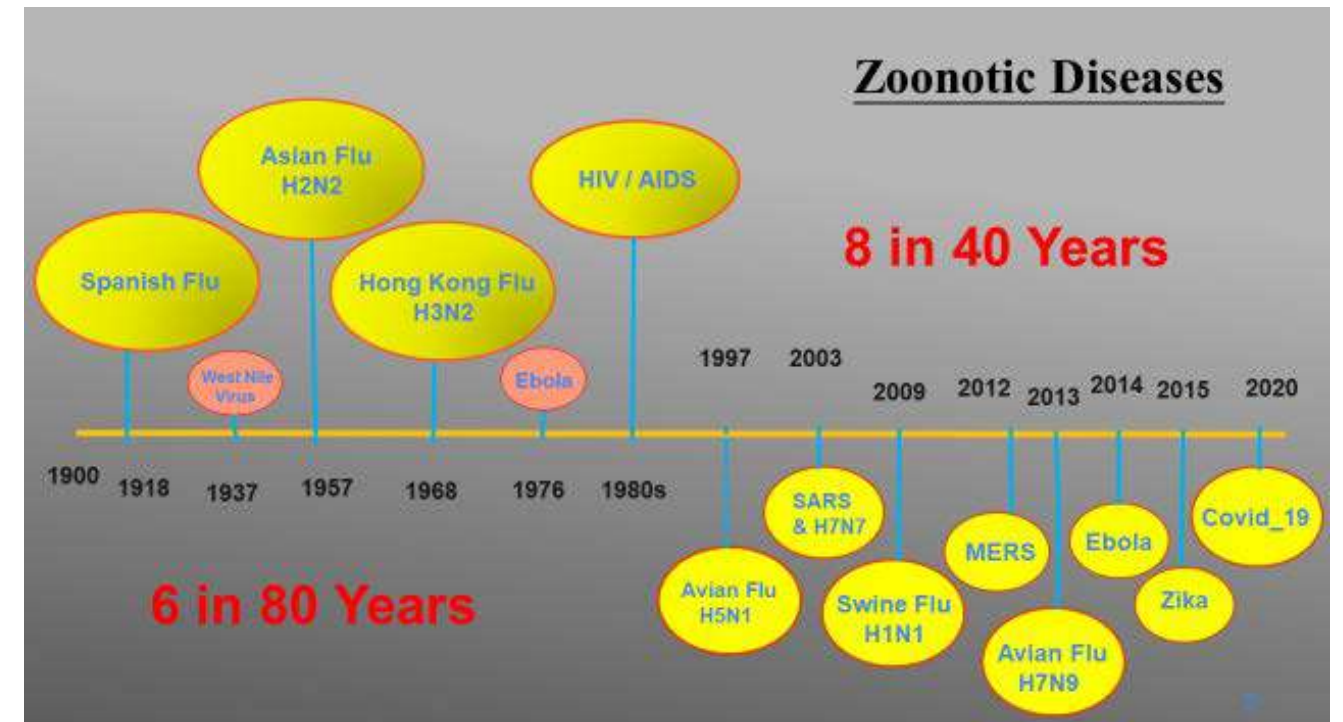 Zoonotic Diseases
Asian Flu
H2N2
HIV / AIDS
Spanish Flu
Hong Kong Flu
H3N2
8 in 40 Years
West Nile
Virus
Ebola
1997
2003
2009
2012
2013
2014
2015
2020
1900
1918
1937
1957
1968
1976
1980s
6 in 80 Years
Avian Flu
H5N1
SARS
& H7N7
Swine Flu
H1N1
MERS
Avian Flu
H7N9
Ebola
Zika
Covid_19